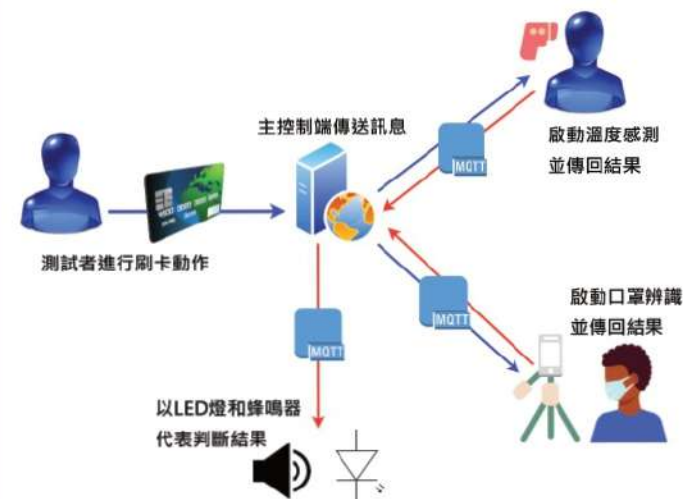 主控制端傳送訊息
MQTT
啟動溫度感測
並傳回結果
測試者進行刷卡動作
MQTT
啟動口罩辨識
並傳回結果
MQTT
以LED燈和蜂鳴器
代表判斷結果